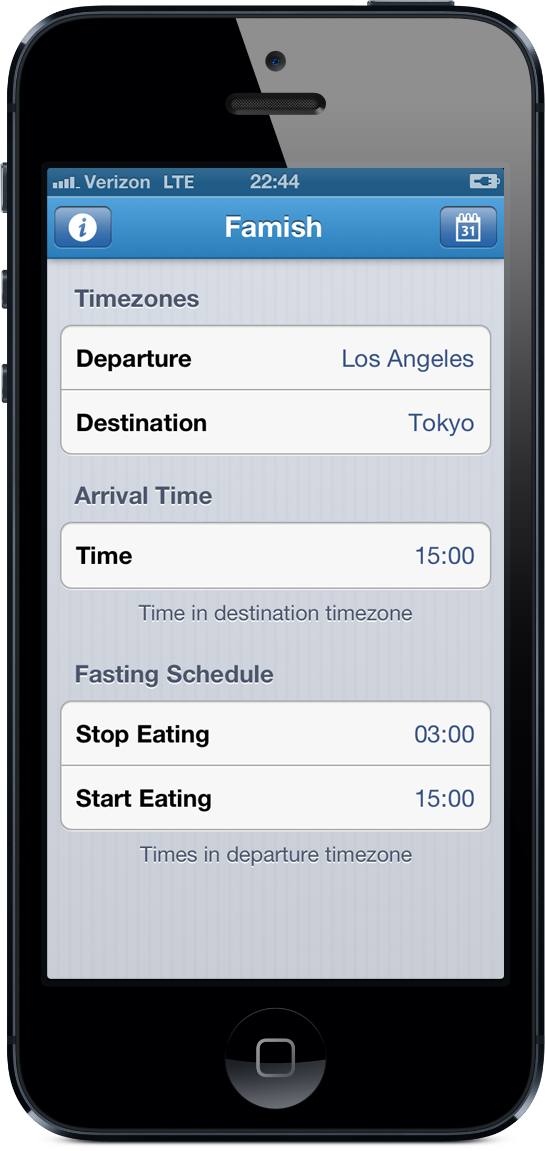 Verizon LTE 22:44
i Famish 31
Timezones
Departure Los Angeles
Destination Tokyo
Arrival Time
Time 15:00
Time in destination timezone
Fasting Schedule
Stop Eating 03:00
Start Eating 15:00
Times in departure timezone